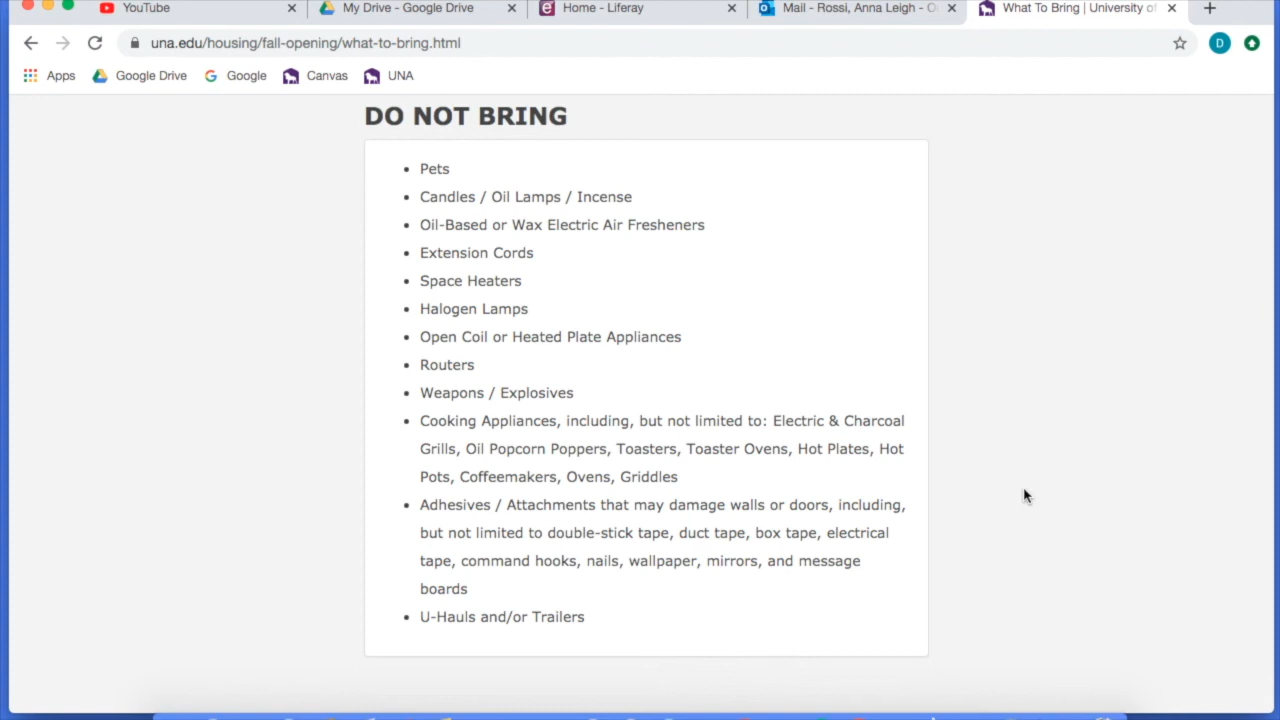 YouTube
My Drive - Google Drive
Home - Liferay
Mail - Rossi, Anna Leigh - O
What To Bring | University of
una.edu/housing/fall-opening/what-to-bring.html
D
Apps
Google Drive
Google
Canvas
UNA
DO NOT BRING
• Pets
• Candles / Oil Lamps / Incense
• Oil-Based or Wax Electric Air Fresheners
• Extension Cords
• Space Heaters
• Halogen Lamps
• Open Coil or Heated Plate Appliances
• Routers
• Weapons / Explosives
• Cooking Appliances, including, but not limited to: Electric & Charcoal
Grills, Oil Popcorn Poppers, Toasters, Toaster Ovens, Hot Plates, Hot
Pots, Coffeemakers, Ovens, Griddles
• Adhesives / Attachments that may damage walls or doors, including,
but not limited to double-stick tape, duct tape, box tape, electrical
tape, command hooks, nails, wallpaper, mirrors, and message
boards
• U-Hauls and/or Trailers